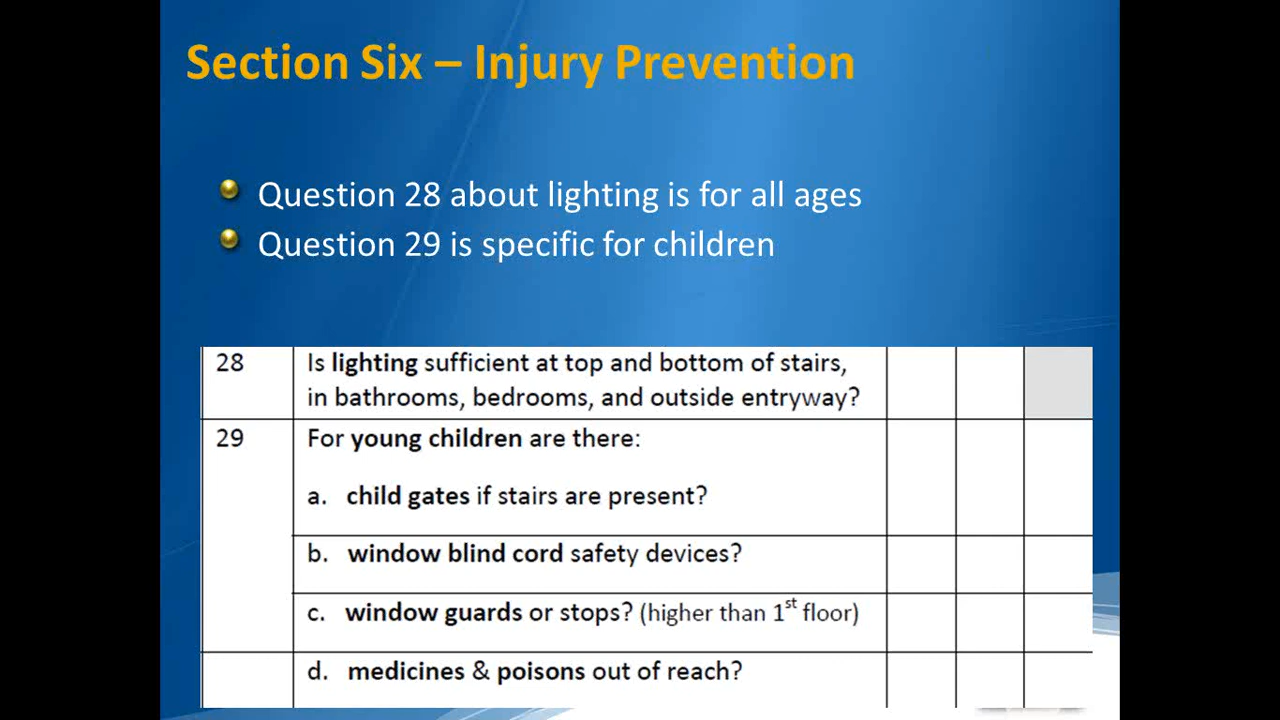 Section Six – Injury Prevention
Question 28 about lighting is for all ages
Question 29 is specific for children
28 Is lighting sufficient at top and bottom of stairs,
in bathrooms, bedrooms, and outside entryway?
29 For young children are there:
a. child gates if stairs are present?
b. window blind cord safety devices?
c. window guards or stops? (higher than 1st floor)
d. medicines & poisons out of reach?